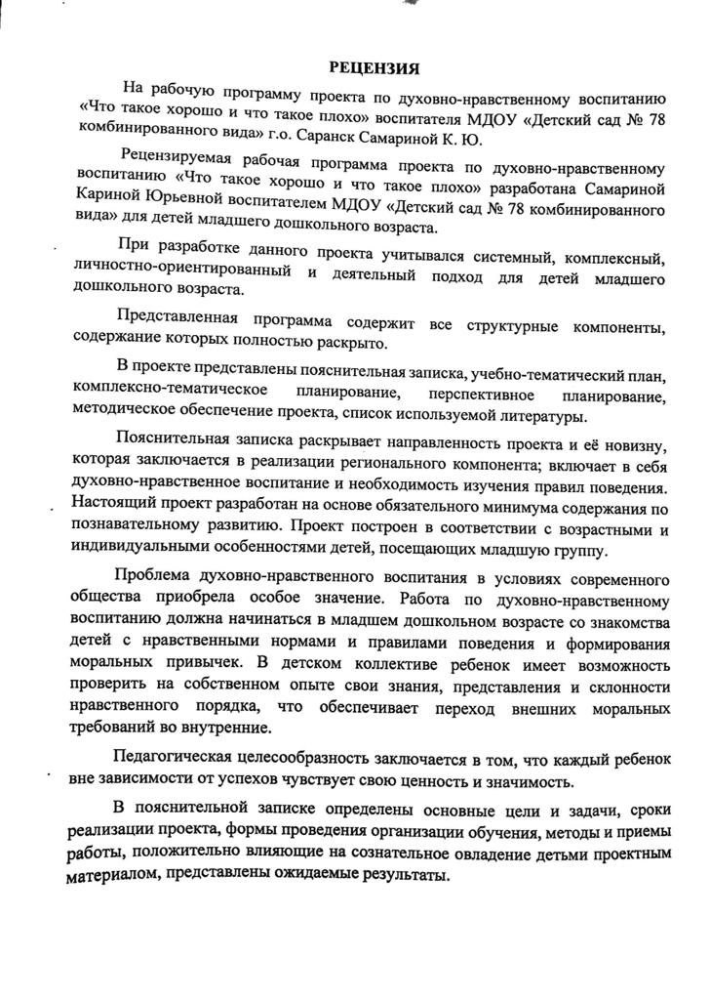 РЕЦЕНЗИЯ
На рабочую программу проекта по духовно-нравственному воспитанию
«Что такое хорошо и что такое плохо» воспитателя МДОУ «Детский сад № 78
комбинированного вида» г.о. Саранск Самариной К. Ю.
Рецензируемая рабочая программа проекта по духовно-нравственному
воспитанию «Что такое хорошо и что такое плохо» разработана Самариной
Кариной Юрьевной воспитателем МДОУ «Детский сад № 78 комбинированного
вида» для детей младшего дошкольного возраста.
При разработке данного проекта учитывался системный, комплексный,
личностно-ориентированный и деятельный подход для детей младшего
дошкольного возраста.
Представленная программа содержит все структурные компоненты,
содержание которых полностью раскрыто.
В проекте представлены пояснительная записка, учебно-тематический план,
комплексно-тематическое планирование, перспективное планирование,
методическое обеспечение проекта, список используемой литературы.
Пояснительная записка раскрывает направленность проекта и её новизну,
которая заключается в реализации регионального компонента; включает в себя
духовно-нравственное воспитание и необходимость изучения правил поведения.
Настоящий проект разработан на основе обязательного минимума содержания по
познавательному развитию. Проект построен в соответствии с возрастными и
индивидуальными особенностями детей, посещающих младшую группу.
Проблема духовно-нравственного воспитания в условиях современного
общества приобрела особое значение. Работа по духовно-нравственному
воспитанию должна начинаться в младшем дошкольном возрасте со знакомства
детей с нравственными нормами и правилами поведения и формирования
моральных привычек. В детском коллективе ребенок имеет возможность
проверить на собственном опыте свои знания, представления и склонности
нравственного порядка, что обеспечивает переход внешних моральных
требований во внутренние.
Педагогическая целесообразность заключается в том, что каждый ребенок
вне зависимости от успехов чувствует свою ценность и значимость.
В пояснительной записке определены основные цели и задачи, сроки
реализации проекта, формы проведения организации обучения, методы и приемы
работы, положительно влияющие на сознательное овладение детьми проектным
материалом, представлены ожидаемые результаты.